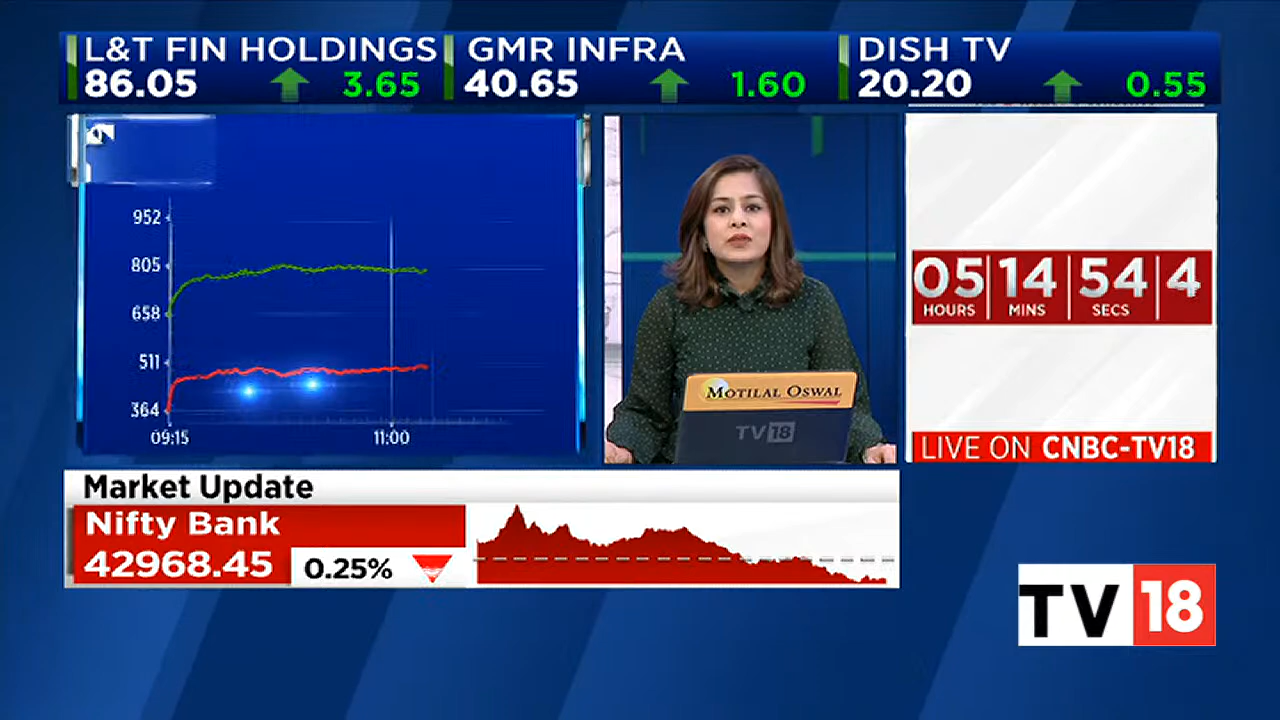 L&T FIN HOLDINGS
86.05 3.65
GMR INFRA
40.65 1.60
DISH TV
20.20 0.55
952
805
658
511
364
09:15 11:00
MOTILAL OSWAL
TV18
05 14 54 4
HOURS MINS SECS
LIVE ON CNBC-TV18
Market Update
Nifty Bank
42968.45 0.25%
TV18